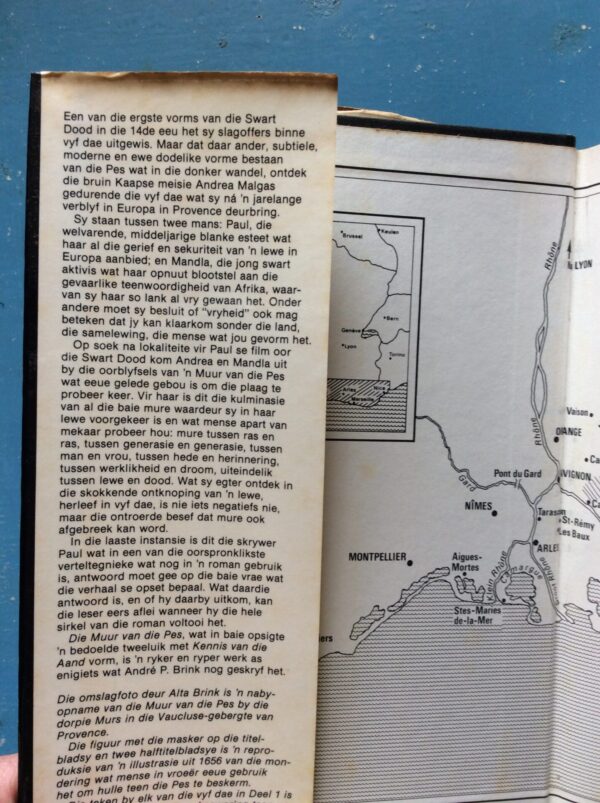 Een van die ergste vorms van die Swart
Dood in die 14de eeu het sy slagoffers binne
vyf dae uitgewis. Maar dat daar ander, subtiele,
moderne en ewe dodelike vorme bestaan
van die Pes wat in die donker wandel, ontdek
die bruin Kaapse meisie Andrea Malgas
gedurende die vyf dae wat sy ná 'n jarelange
verblyf in Europa in Provence deurbring.
Sy staan tussen twee mans: Paul, die
welvarende, middeljarige blanke esteet wat
haar al die gerief en sekuriteit van 'n lewe in
Europa aanbied; en Mandla, die jong swart
aktivis wat haar opnuut blootstel aan die
gevaarlike teenwoordigheid van Afrika, waar-
van sy haar so lank al vry gewaan het. Onder
andere moet sy besluit of "vryheid" ook mag
beteken dat jy kan klaarkom sonder die land,
die samelewing, die mense wat jou gevorm het.
Op soek na lokaliteite vir Paul se film oor
die Swart Dood kom Andrea en Mandla uit
by die oorblyfsels van 'n Muur van die Pes
wat eeue gelede gebou is om die plaag te
probeer keer. Vir haar is dit die kulminasie
van al die baie mure waardeur sy in haar
lewe voorgekeer is en wat mense apart van
mekaar probeer hou: mure tussen ras en
ras, tussen generasie en generasie, tussen
man en vrou, tussen hede en herinnering,
tussen werklikheid en droom, uiteindelik
tussen lewe en dood. Wat sy egter ontdek in
die skokkende ontknoping van 'n lewe,
herleef in vyf dae, is nie iets negatiefs nie,
maar die ontroerde besef dat mure ook
afgebreek kan word.
In die laaste instansie is dit die skrywer
Paul wat in een van die oorspronklikste
verteltegnieke wat nog in 'n roman gebruik
is, antwoord moet gee op die baie vrae wat
die verhaal se opset bepaal. Wat daardie
antwoord is, en of hy daarby uitkom, kan
die leser eers aflei wanneer hy die hele
sirkel van die roman voltooi het.
Die Muur van die Pes, wat in baie opsigte
'n bedoelde tweeluik met Kennis van die
Aand vorm, is 'n ryker en ryper werk as
enigiets wat André P. Brink nog geskryf het.
Die omslagfoto deur Alta Brink is 'n naby-
opname van die Muur van die Pes by die
dorpie Murs in die Vaucluse-gebergte van
Provence.
Die figuur met die masker op die titel-
bladsy en twee halftitelbladsye is 'n repro-
duksie van 'n illustrasie uit 1656 van die mon-
dering wat mense in vroeër eeue gebruik
het om hulle teen die Pes te beskerm.
elk van die vyf dae in Deel 1 is
Brussel
Keulen
Bern
Genève
Lyon
Torino
Arles
Nice
Marseille
Rhône
LYON
Vaison
Rhône
ORANGE
Pont du Gard
AVIGNON
Gard
NÎMES
Tarascon
St-Rémy
Les Baux
MONTPELLIER
ARLES
Aigues-
Mortes
Klein-Rhône
Camargue
Rhône
Stes-Maries
de-la-Mer